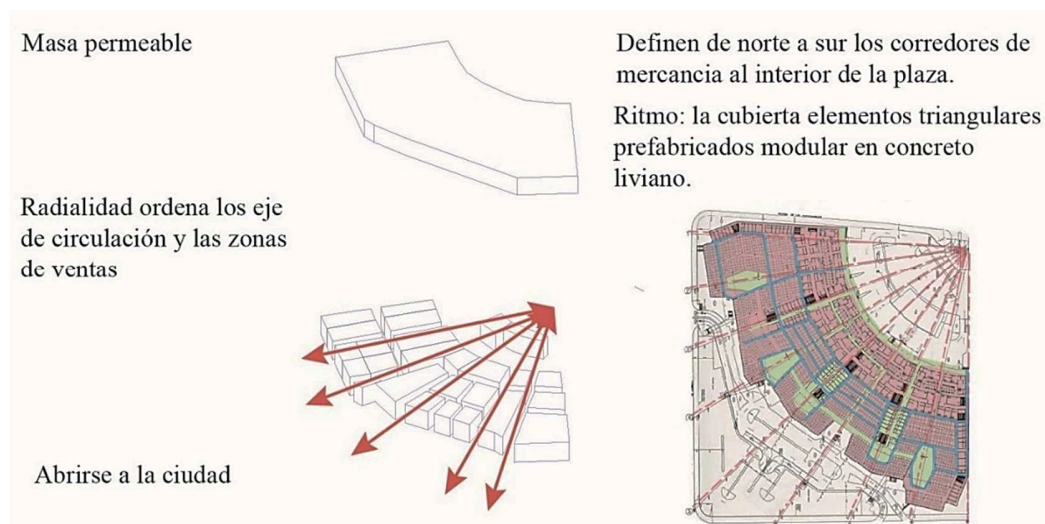 Masa permeable
Radialidad ordena los eje
de circulación y las zonas
de ventas
Abrirse a la ciudad
Definen de norte a sur los corredores de
mercancia al interior de la plaza.
Ritmo: la cubierta elementos triangulares
prefabricados modular en concreto
liviano.